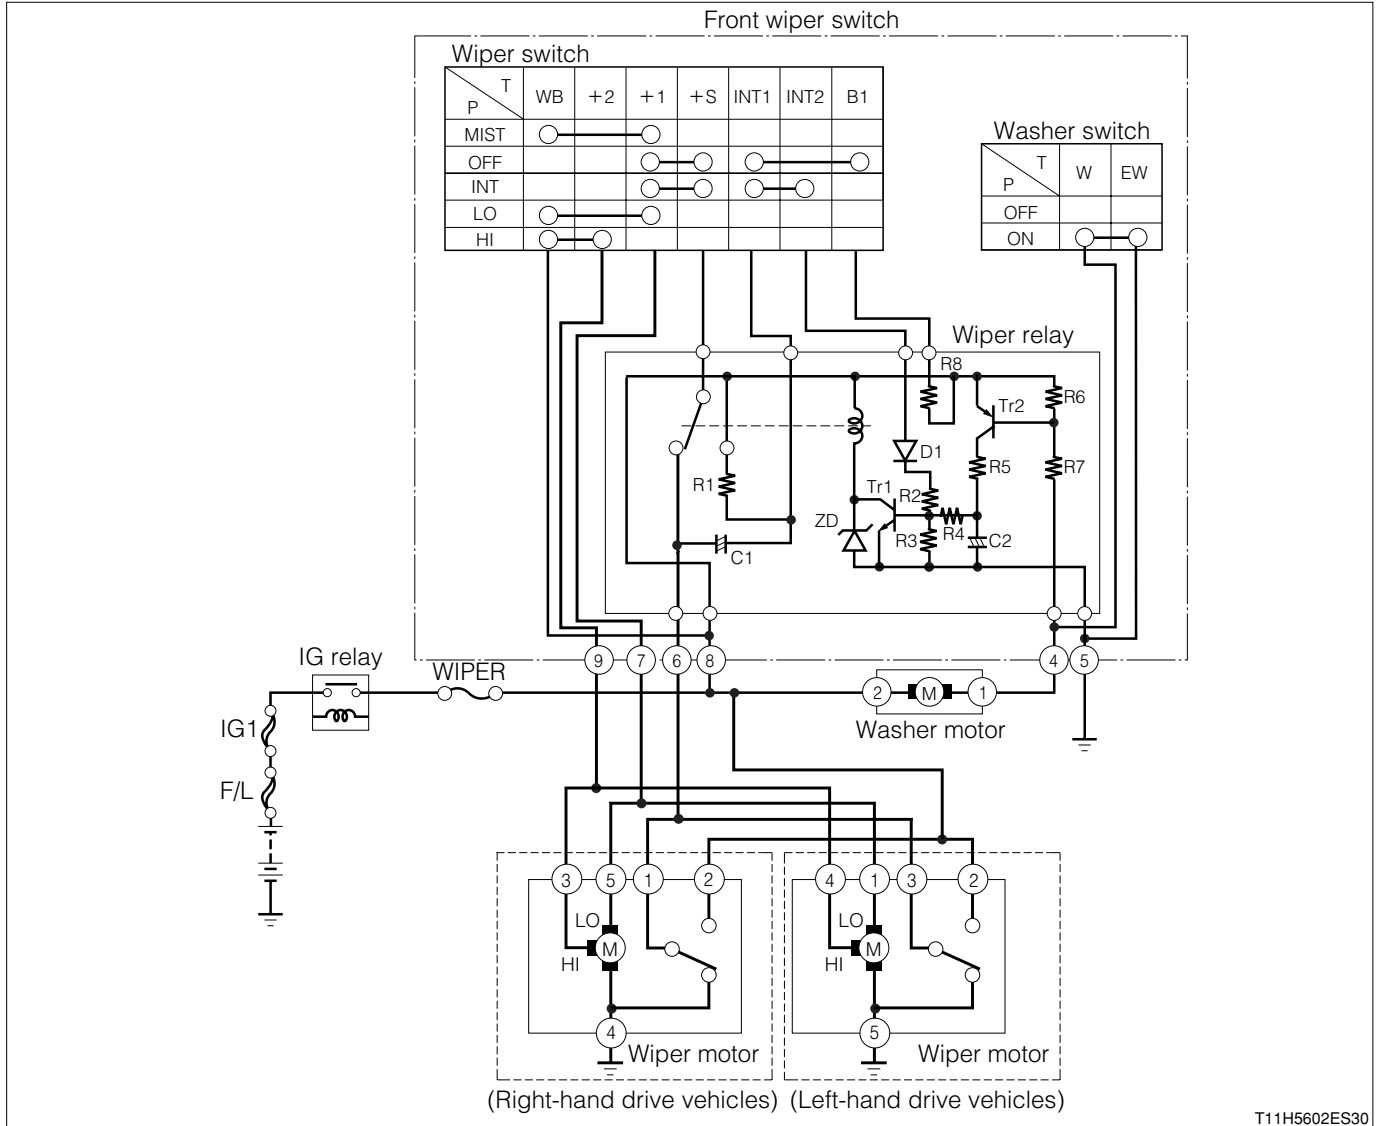 Front wiper switch
Wiper switch
T
P
WB +2 +1 +S INT1 INT2 B1
MIST
OFF
INT
LO
HI
Washer switch
T
P
W EW
OFF
ON
Wiper relay
R8
R6
Tr2
D1
R5
R7
R1
Tr1
R2
ZD
R3
R4
C2
C1
9 7 6 8 4 5
IG relay
WIPER
2 M 1
Washer motor
IG1
F/L
3 5 1 2
4 1 3 2
LO
M
HI
LO
M
HI
4
Wiper motor
5
Wiper motor
(Right-hand drive vehicles)
(Left-hand drive vehicles)
T11H5602ES30